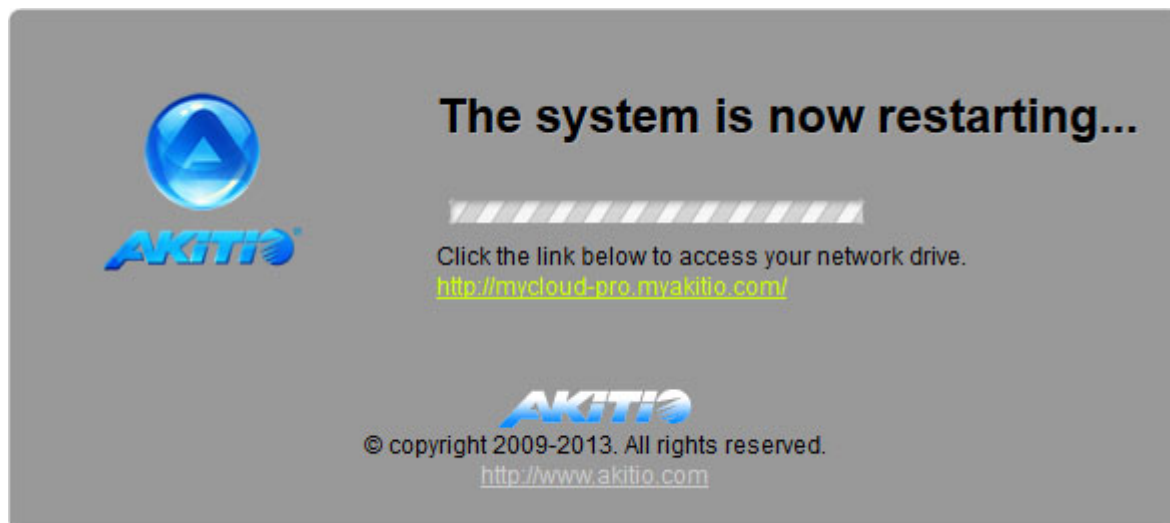 The system is now restarting...
AKiTiO®
Click the link below to access your network drive.
http://mycloud-pro.myakitio.com/
AKiTiO
© copyright 2009-2013. All rights reserved.
http://www.akitio.com